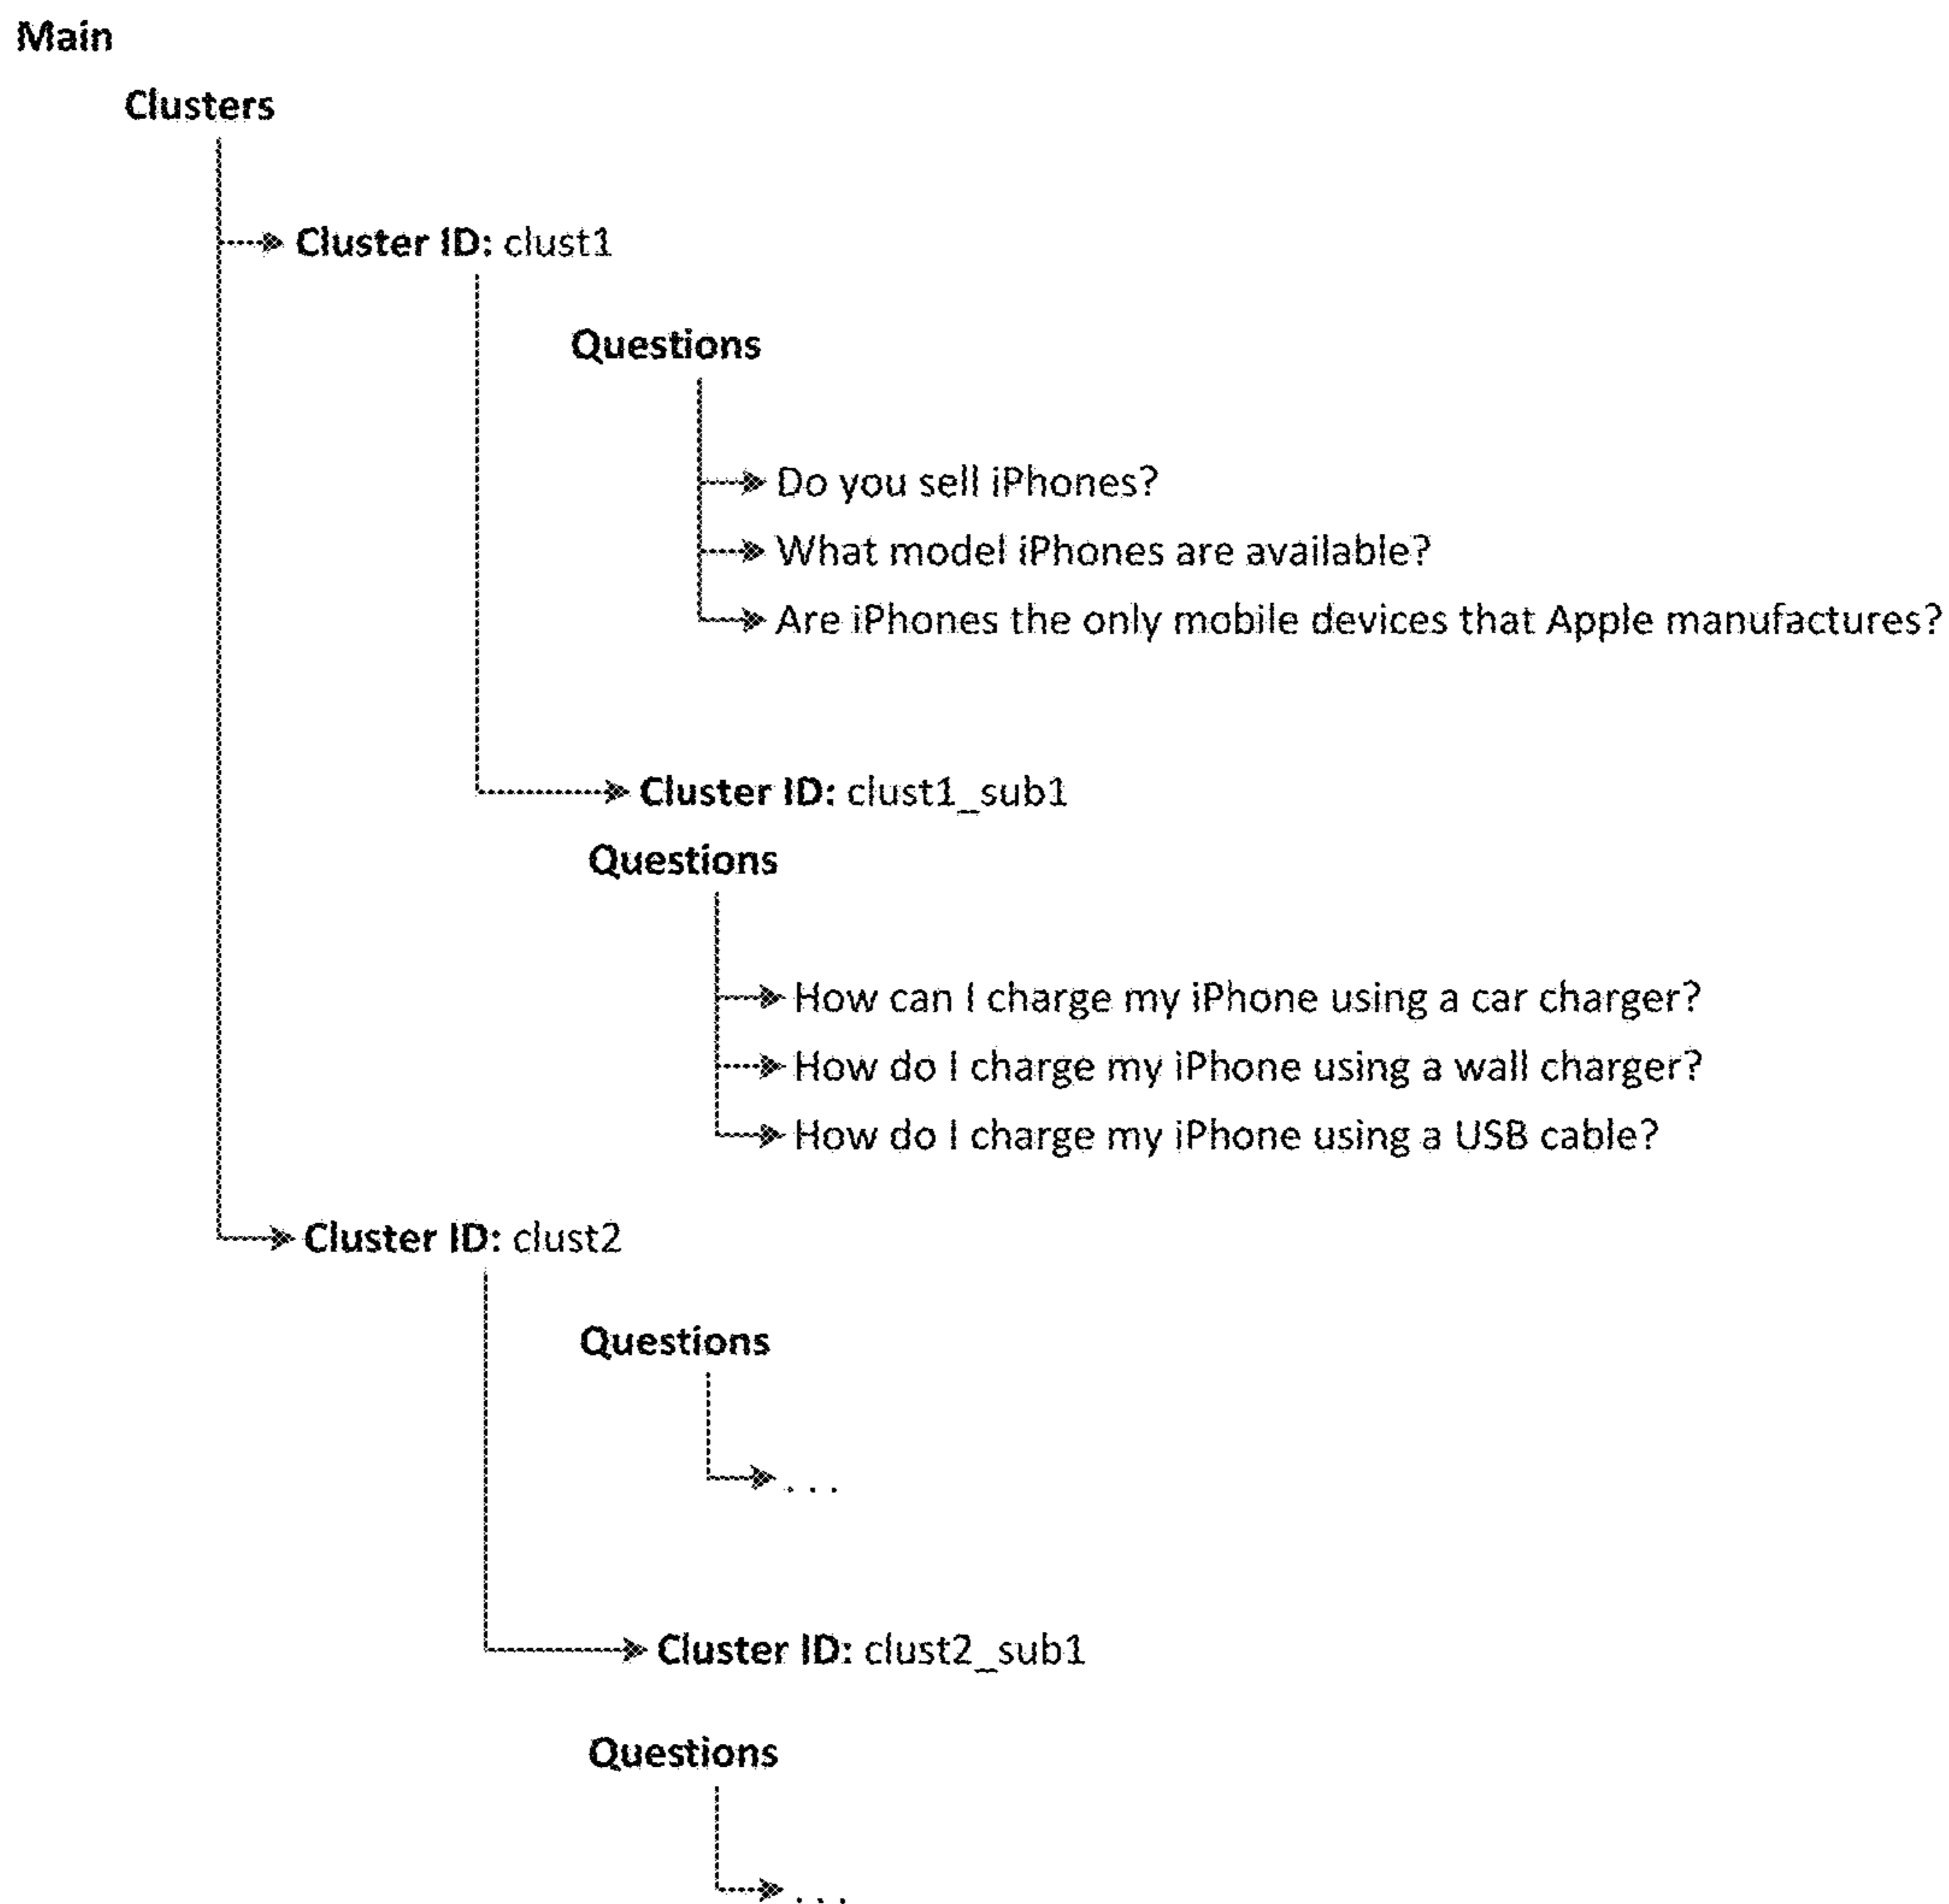 Main
Clusters
Cluster ID: clust1
Questions
Do you sell iPhones?
What model iPhones are available?
Are iPhones the only mobile devices that Apple manufactures?
Cluster ID: clust1_sub1
Questions
How can I charge my iPhone using a car charger?
How do I charge my iPhone using a wall charger?
How do I charge my iPhone using a USB cable?
Cluster ID: clust2
Questions
. . .
Cluster ID: clust2_sub1
Questions
. . .